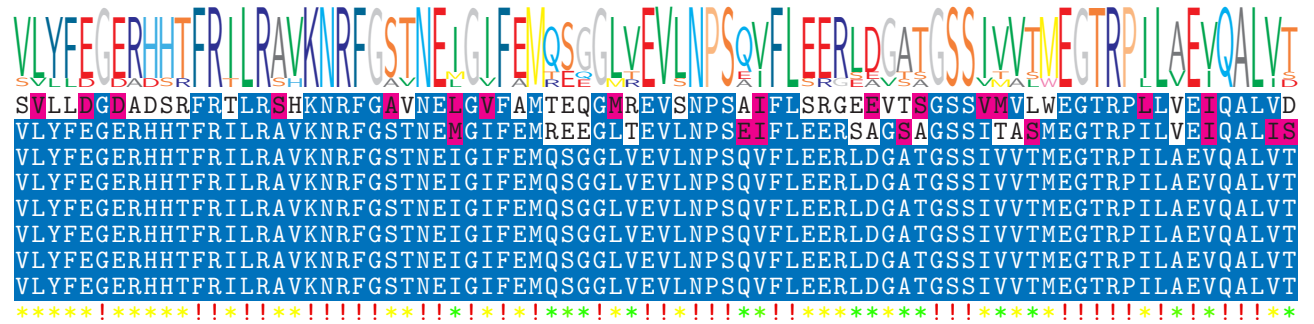 VLYFEGERHHTFRILRAVKNRFGSTNEIGIFEMQSGGLVEVLNPSQVFLEERLDGATGSSIVVTMEGTRPILAEVQALVT
SVLLDGDADSRFRTLRSHKNRFGAVNELGVFAMTEQGMREVSNPSAIFLSRGEEVTSGSSVMVLWEGTRPLLVEIQALVD
VLYFEGERHHTFRILRAVKNRFGSTNEMGIFEMREEGLTEVLNPSEIFLEERSAGSAGSSITASMEGTRPILVEIQALIS
VLYFEGERHHTFRILRAVKNRFGSTNEIGIFEMQSGGLVEVLNPSQVFLEERLDGATGSSIVVTMEGTRPILAEVQALVT
VLYFEGERHHTFRILRAVKNRFGSTNEIGIFEMQSGGLVEVLNPSQVFLEERLDGATGSSIVVTMEGTRPILAEVQALVT
VLYFEGERHHTFRILRAVKNRFGSTNEIGIFEMQSGGLVEVLNPSQVFLEERLDGATGSSIVVTMEGTRPILAEVQALVT
VLYFEGERHHTFRILRAVKNRFGSTNEIGIFEMQSGGLVEVLNPSQVFLEERLDGATGSSIVVTMEGTRPILAEVQALVT
VLYFEGERHHTFRILRAVKNRFGSTNEIGIFEMQSGGLVEVLNPSQVFLEERLDGATGSSIVVTMEGTRPILAEVQALVT
VLYFEGERHHTFRILRAVKNRFGSTNEIGIFEMQSGGLVEVLNPSQVFLEERLDGATGSSIVVTMEGTRPILAEVQALVT
*****!*****!!*!!**!!!!!**!!*!*!*!***!**!!*!!!**!!********!!!*****!!!!!*!*!*!!!**